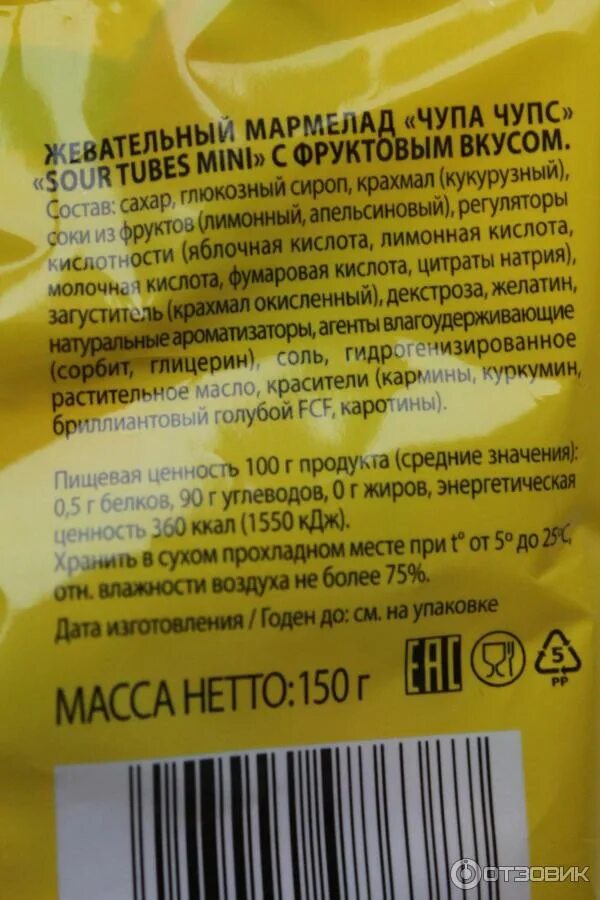 ЖЕВАТЕЛЬНЫЙ МАРМЕЛАД «ЧУПА ЧУПС»
«SOUR TUBES MINI» С ФРУКТОВЫМ ВКУСОМ.
Состав: сахар, глюкозный сироп, крахмал (кукурузный),
соки из фруктов (лимонный, апельсиновый), регуляторы
кислотности (яблочная кислота, лимонная кислота,
молочная кислота, фумаровая кислота, цитраты натрия),
загуститель (крахмал окисленный), декстроза, желатин,
натуральные ароматизаторы, агенты влагоудерживающие
(сорбит, глицерин), соль, гидрогенизированное
растительное масло, красители (кармины, куркумин,
бриллиантовый голубой FCF, каротины).
Пищевая ценность 100 г продукта (средние значения):
0,5 г белков, 90 г углеводов, 0 г жиров, энергетическая
ценность 360 ккал (1550 кДж).
Хранить в сухом прохладном месте при t° от 5° до 25°С,
отн. влажности воздуха не более 75%.
Дата изготовления / Годен до: см. на упаковке
МАССА НЕТТО: 150 г
EAC
5
PP
ОТЗОВИК